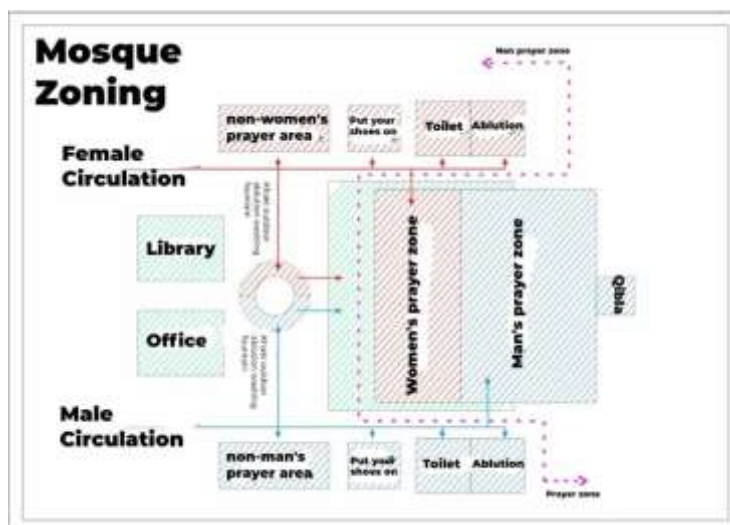 Mosque
Zoning
Non prayer zone
non-women's
prayer area
Put your
shoes on
Toilet
Ablution
Female
Circulation
Library
Office
Women's prayer zone
Man's prayer zone
Qibla
Male
Circulation
non-man's
prayer area
Put your
shoes on
Toilet
Ablution
Prayer zone